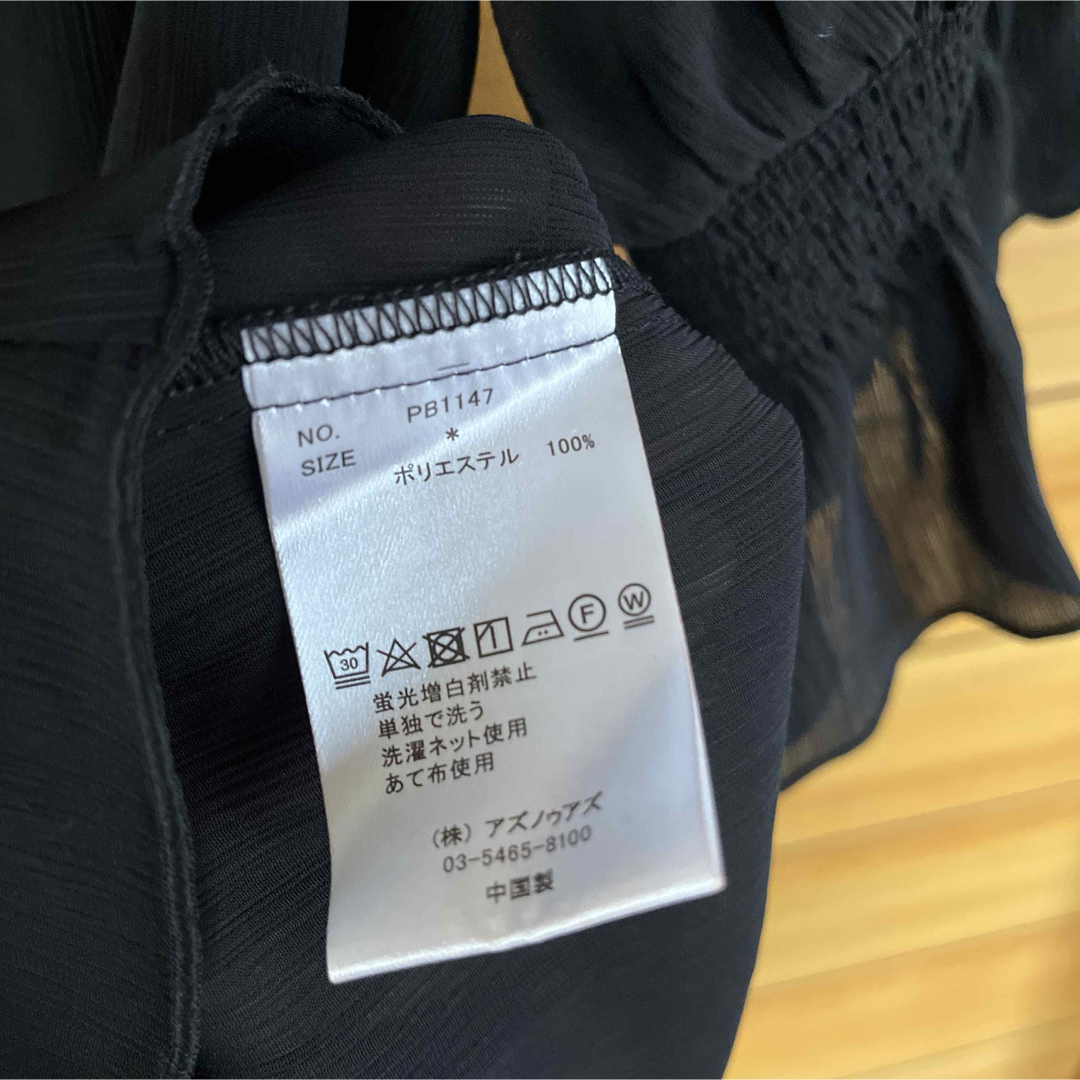 NO. PB1147
SIZE *
ポリエステル 100%
30 F W
蛍光増白剤禁止
単独で洗う
洗濯ネット使用
あて布使用
(株) アズノゥアズ
03-5465-8100
中国製